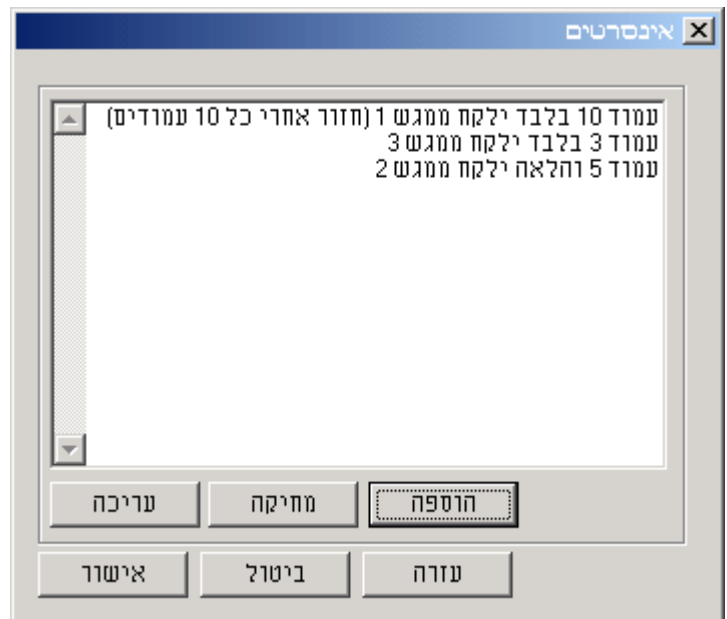 אינסרטים
עמוד 10 בלבד ילקח ממגש 1 (חזור אחרי כל 10 עמודים)
עמוד 3 בלבד ילקח ממגש 3
עמוד 5 והלאה ילקח ממגש 2
הוספה
מחיקה
עריכה
עזרה
ביטול
אישור